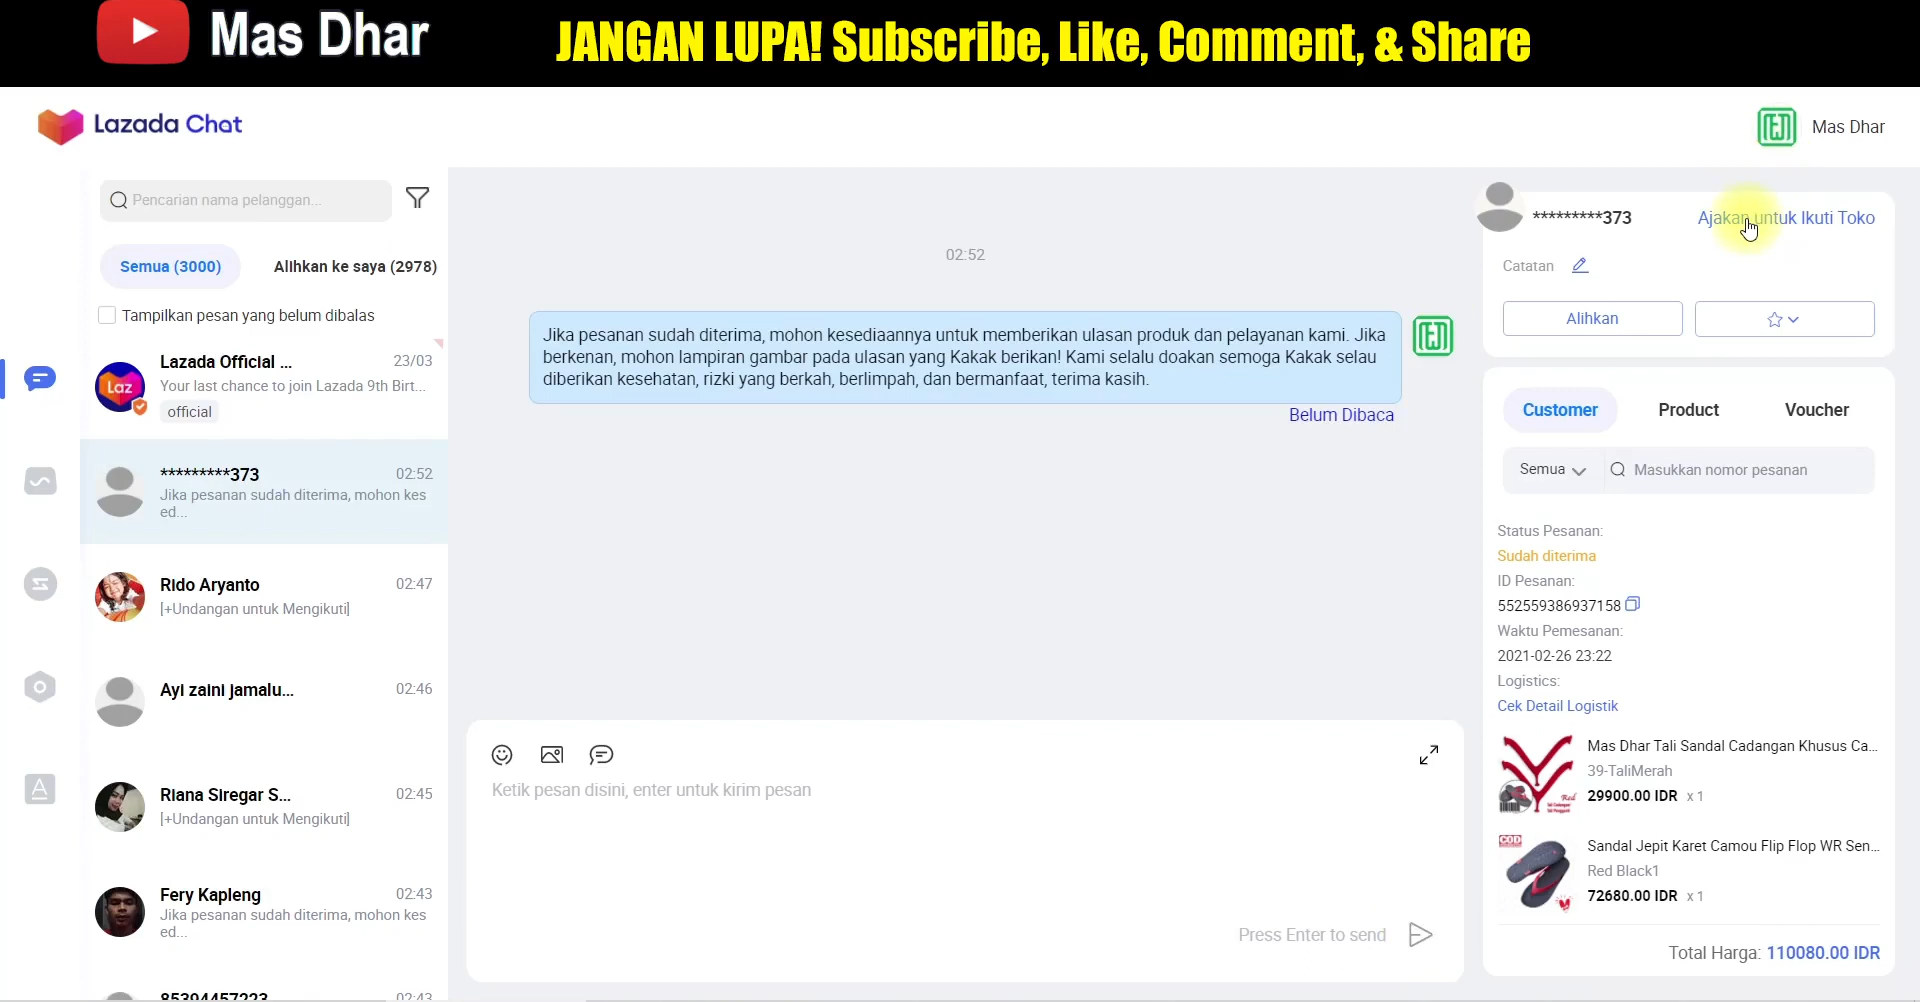 Mas Dhar
JANGAN LUPA! Subscribe, Like, Comment, & Share
Lazada Chat
Mas Dhar
Pencarian nama pelanggan...
Semua (3000)
Alihkan ke saya (2978)
Tampilkan pesan yang belum dibalas
Laz
Lazada Official ...
23/03
Your last chance to join Lazada 9th Birt...
official
*********373
02:52
Jika pesanan sudah diterima, mohon kes
ed...
Rido Aryanto
02:47
[+Undangan untuk Mengikuti]
Ayi zaini jamalu...
02:46
Riana Siregar S...
02:45
[+Undangan untuk Mengikuti]
Fery Kapleng
02:43
Jika pesanan sudah diterima, mohon kes
ed...
85394457223
02:43
02:52
Jika pesanan sudah diterima, mohon kesediaannya untuk memberikan ulasan produk dan pelayanan kami. Jika
berkenan, mohon lampiran gambar pada ulasan yang Kakak berikan! Kami selalu doakan semoga Kakak selau
diberikan kesehatan, rizki yang berkah, berlimpah, dan bermanfaat, terima kasih.
Belum Dibaca
Ketik pesan disini, enter untuk kirim pesan
Press Enter to send
*********373
Ajakan untuk Ikuti Toko
Catatan
Alihkan
Customer
Product
Voucher
Semua
Masukkan nomor pesanan
Status Pesanan:
Sudah diterima
ID Pesanan:
552559386937158
Waktu Pemesanan:
2021-02-26 23:22
Logistics:
Cek Detail Logistik
Mas Dhar Tali Sandal Cadangan Khusus Ca...
39-TaliMerah
29900.00 IDR x 1
Red
COD
Sandal Jepit Karet Camou Flip Flop WR Sen...
Red Black1
72680.00 IDR x 1
Total Harga: 110080.00 IDR